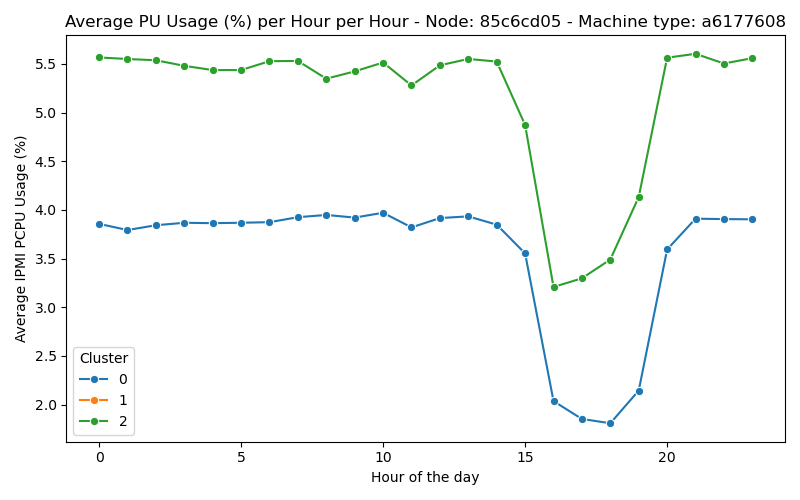 Average PU Usage (%) per Hour per Hour - Node: 85c6cd05 - Machine type: a6177608
Average IPMI PCPU Usage (%)
5.5
5.0
4.5
4.0
3.5
3.0
2.5
2.0
Cluster
0
1
2
0 5 10 15 20
Hour of the day